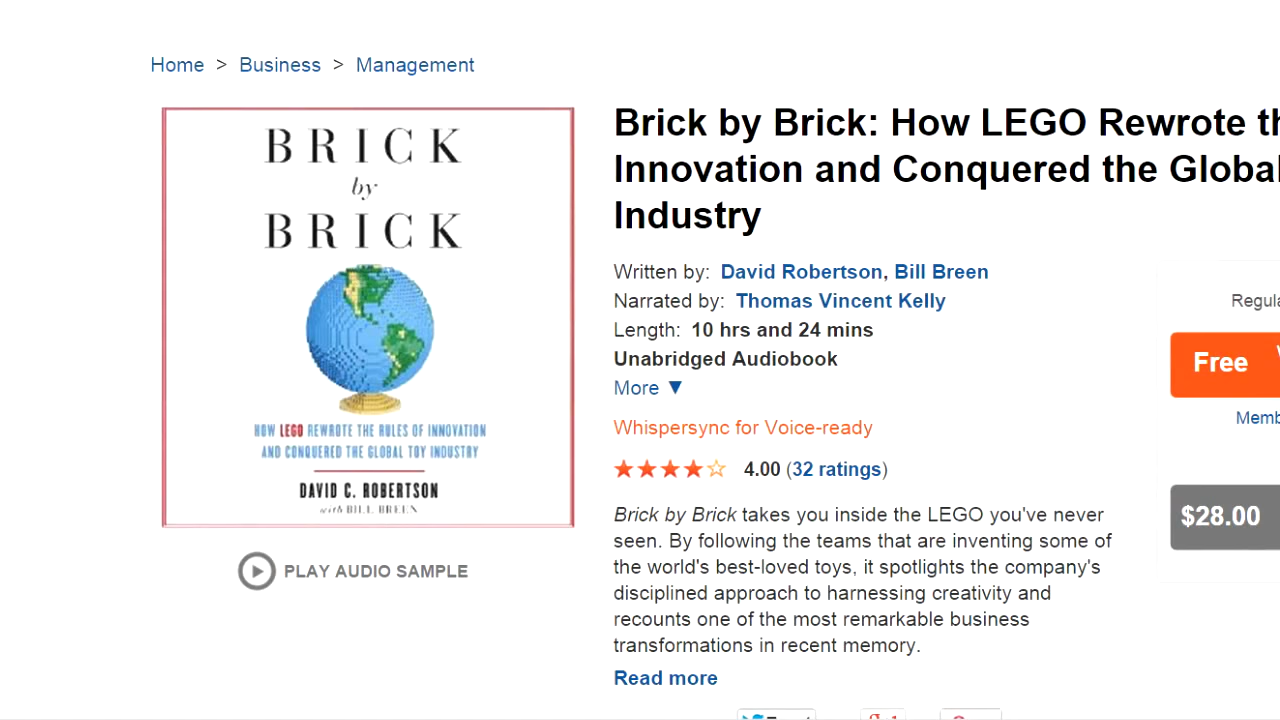 Home > Business > Management
BRICK
by
BRICK
HOW LEGO REWROTE THE RULES OF INNOVATION
AND CONQUERED THE GLOBAL TOY INDUSTRY
DAVID C. ROBERTSON
with BILL BREEN
PLAY AUDIO SAMPLE
Brick by Brick: How LEGO Rewrote th
Innovation and Conquered the Global
Industry
Written by: David Robertson, Bill Breen
Narrated by: Thomas Vincent Kelly
Length: 10 hrs and 24 mins
Unabridged Audiobook
More ▼
Whispersync for Voice-ready
4.00 (32 ratings)
Brick by Brick takes you inside the LEGO you've never
seen. By following the teams that are inventing some of
the world's best-loved toys, it spotlights the company's
disciplined approach to harnessing creativity and
recounts one of the most remarkable business
transformations in recent memory.
Read more
Regula
Free
Memb
$28.00